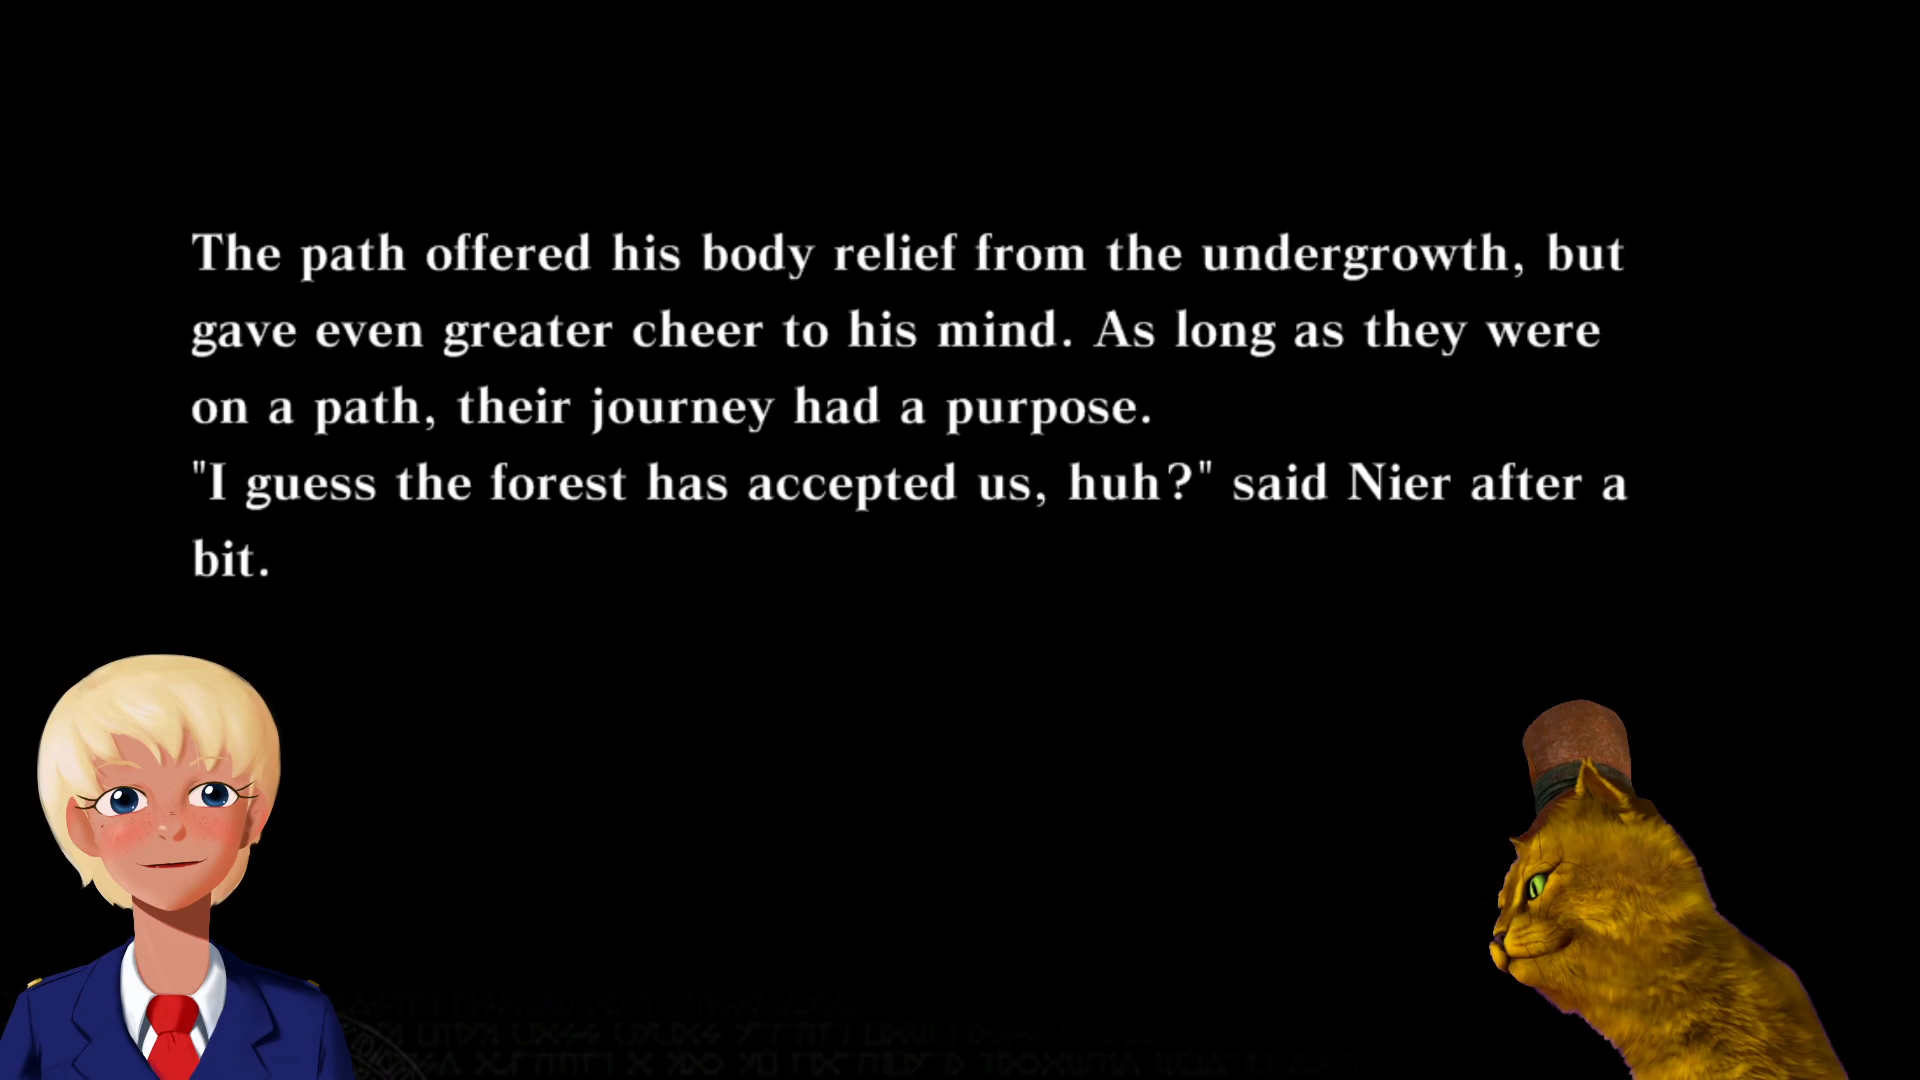 The path offered his body relief from the undergrowth, but
gave even greater cheer to his mind. As long as they were
on a path, their journey had a purpose.
"I guess the forest has accepted us, huh?" said Nier after a
bit.